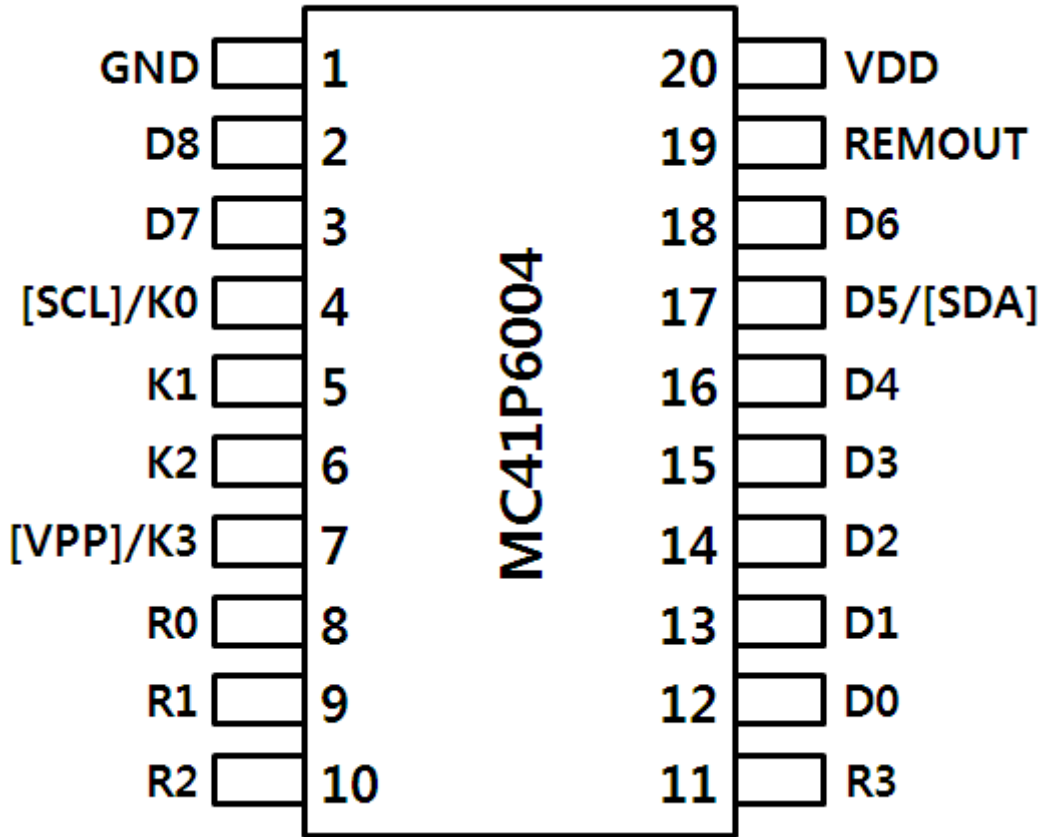 GND 1 20 VDD
D8 2 19 REMOUT
D7 3 18 D6
[SCL]/K0 4 17 D5/[SDA]
K1 5 16 D4
K2 6 15 D3
[VPP]/K3 7 14 D2
R0 8 13 D1
R1 9 12 D0
R2 10 11 R3
MC41P6004